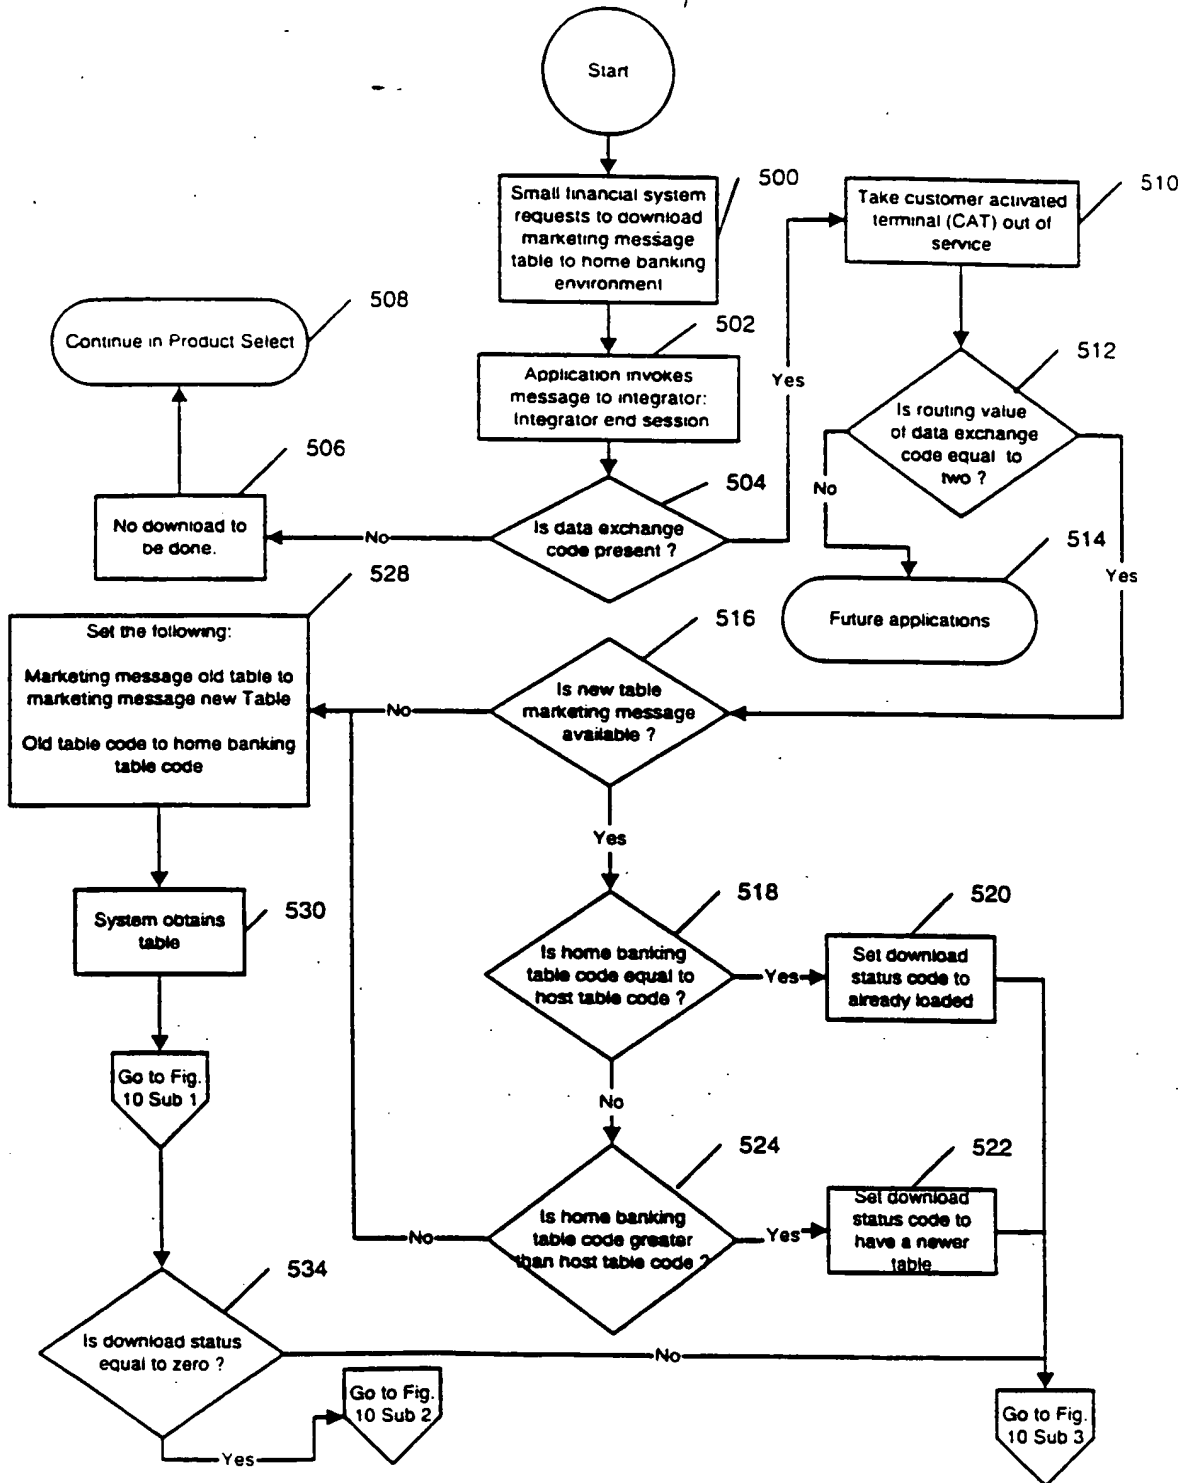 Start
500
Small financial system
requests to download
marketing message
table to home banking
environment
510
Take customer activated
terminal (CAT) out of
service
508
Continue in Product Select
502
Application invokes
message to integrator:
Integrator end session
Yes
512
Is routing value
of data exchange
code equal to
two ?
506
No download to
be done.
No
504
Is data exchange
code present ?
No
514
Future applications
Yes
528
Set the following:
Marketing message old table to
marketing message new Table
Old table code to home banking
table code
516
Is new table
marketing message
available ?
No
Yes
530
System obtains
table
518
Is home banking
table code equal to
host table code ?
Yes
520
Set download
status code to
already loaded
Go to Fig.
10 Sub 1
No
524
Is home banking
table code greater
than host table code ?
No
Yes
522
Set download
status code to
have a newer
table
534
Is download status
equal to zero ?
No
Yes
Go to Fig.
10 Sub 2
Go to Fig.
10 Sub 3